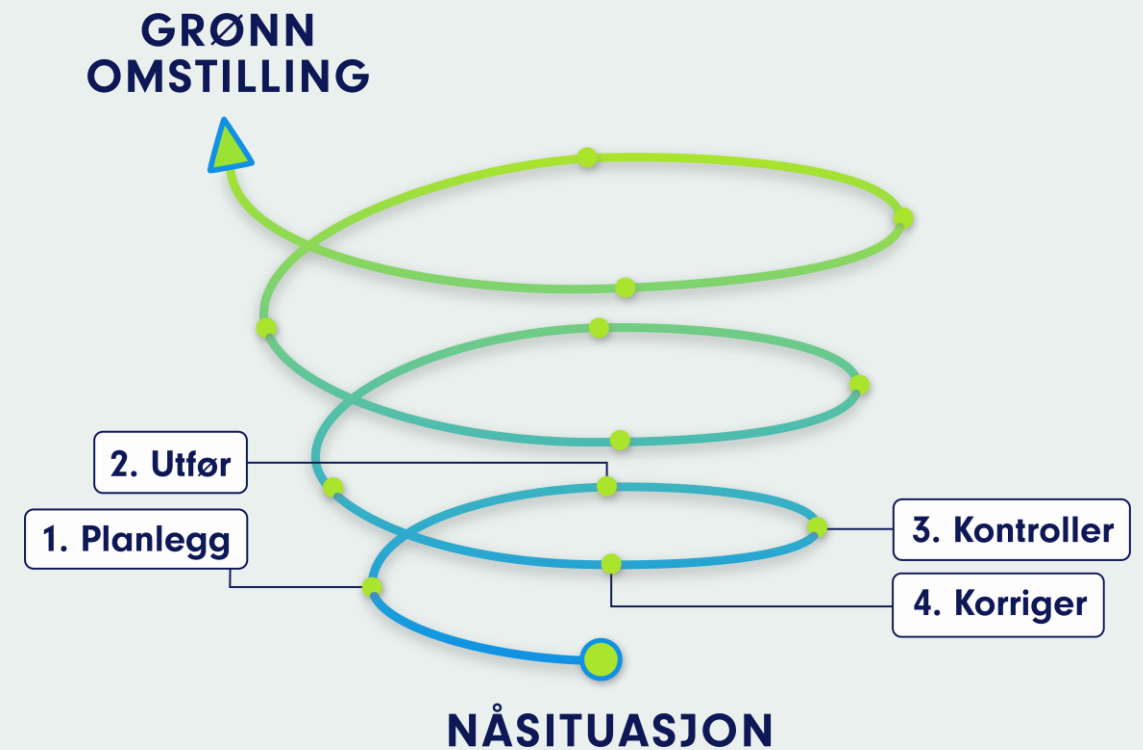 GRØNN
OMSTILLING
2. Utfør
1. Planlegg
3. Kontroller
4. Korriger
NÅSITUASJON